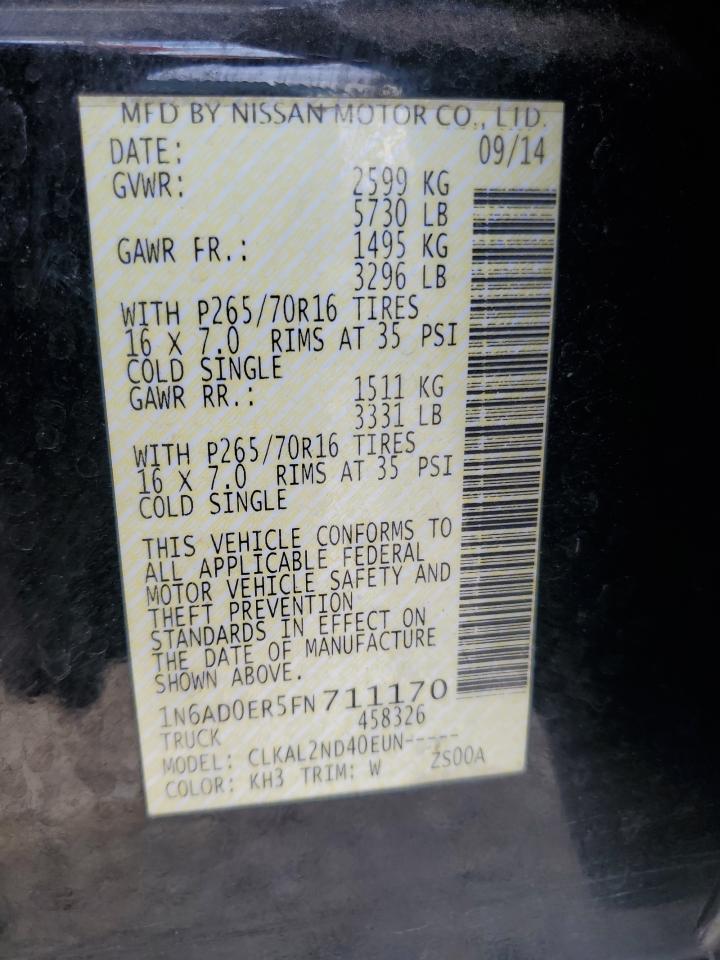 MFD BY NISSAN MOTOR CO., LTD.
DATE: 09/14
GVWR: 2599 KG
5730 LB
GAWR FR.: 1495 KG
3296 LB
WITH P265/70R16 TIRES
16 X 7.0 RIMS AT 35 PSI
COLD SINGLE
GAWR RR.: 1511 KG
3331 LB
WITH P265/70R16 TIRES
16 X 7.0 RIMS AT 35 PSI
COLD SINGLE
THIS VEHICLE CONFORMS TO
ALL APPLICABLE FEDERAL
MOTOR VEHICLE SAFETY AND
THEFT PREVENTION
STANDARDS IN EFFECT ON
THE DATE OF MANUFACTURE
SHOWN ABOVE.
1N6AD0ER5FN711170
TRUCK 458326
MODEL: CLKAL2ND40EUN-----
COLOR: KH3 TRIM: W ZS00A